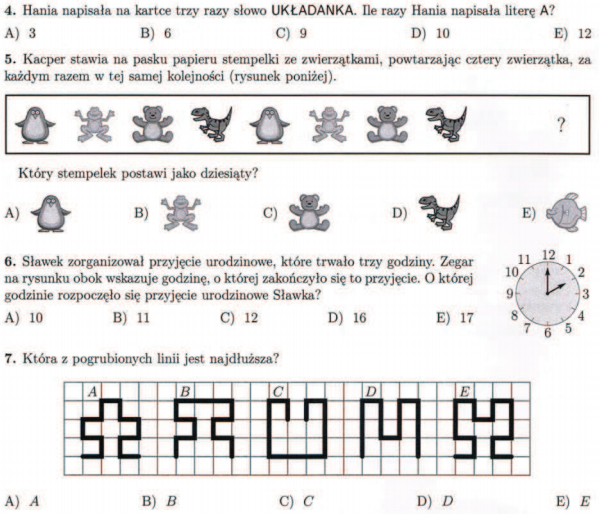 4. Hania napisała na kartce trzy razy słowo UKŁADANKA. Ile razy Hania napisała literę A?
A) 3 B) 6 C) 9 D) 10 E) 12
5. Kacper stawia na pasku papieru stempelki ze zwierzątkami, powtarzając cztery zwierzątka, za
każdym razem w tej samej kolejności (rysunek poniżej).
?
Który stempelek postawi jako dziesiąty?
A) B) C) D) E)
6. Sławek zorganizował przyjęcie urodzinowe, które trwało trzy godziny. Zegar
na rysunku obok wskazuje godzinę, o której zakończyło się to przyjęcie. O której
godzinie rozpoczęło się przyjęcie urodzinowe Sławka?
A) 10 B) 11 C) 12 D) 16 E) 17
12 1 2 3 4 5 6 7 8 9 10 11
7. Która z pogrubionych linii jest najdłuższa?
A B C D E
A) A B) B C) C D) D E) E